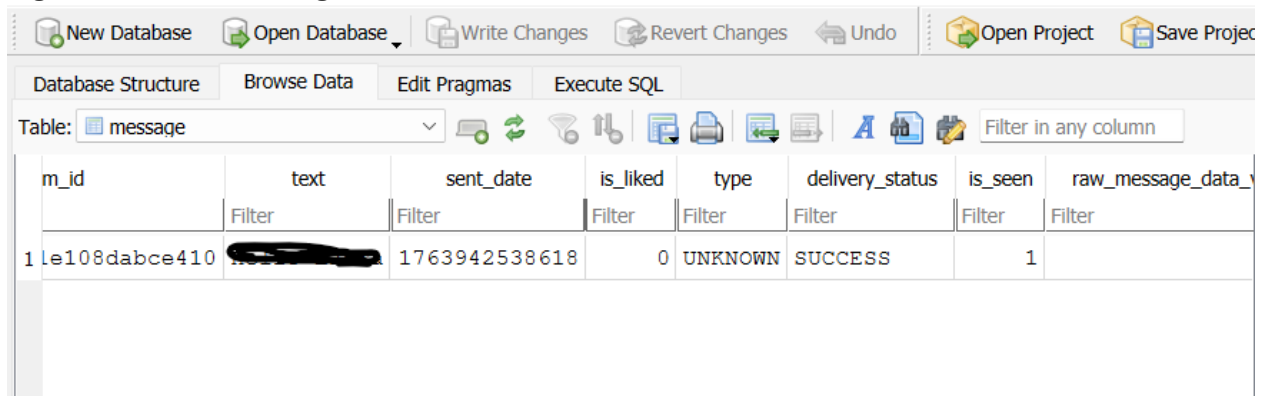 New Database Open Database Write Changes Revert Changes Undo Open Project Save Projec
Database Structure Browse Data Edit Pragmas Execute SQL
Table: message Filter in any column
m_id text sent_date is_liked type delivery_status is_seen raw_message_data_
Filter Filter Filter Filter Filter Filter Filter
1 le108dabce410 1763942538618 0 UNKNOWN SUCCESS 1